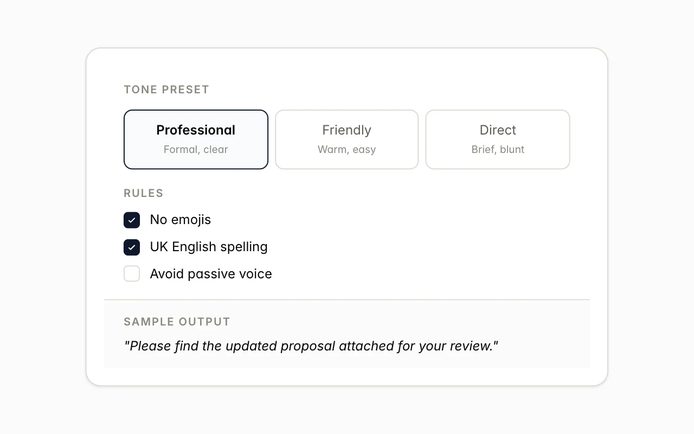 TONE PRESET
Professional Friendly Direct
Formal, clear Warm, easy Brief, blunt
RULES
No emojis
UK English spelling
Avoid passive voice
SAMPLE OUTPUT
"Please find the updated proposal attached for your review."